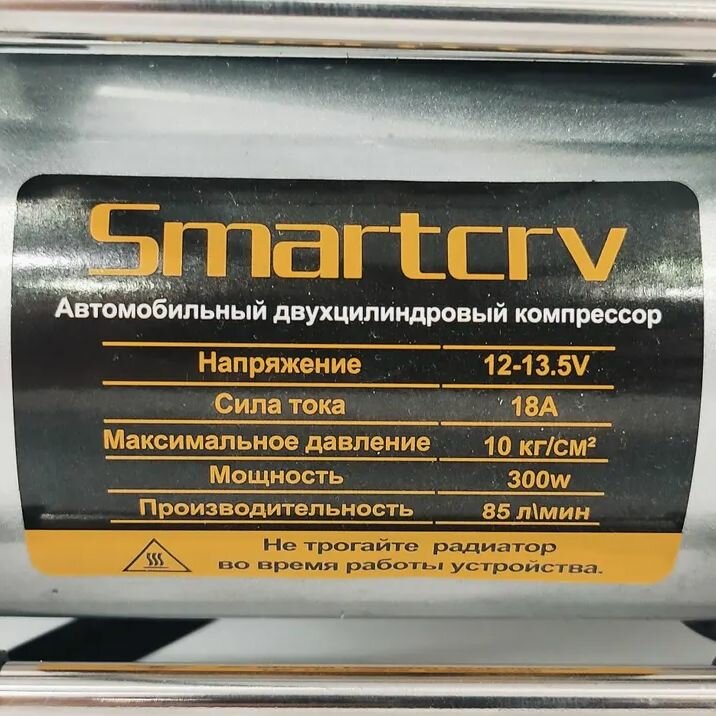 Smartcrv
Автомобильный двухцилиндровый компрессор
Напряжение 12-13.5V
Сила тока 18А
Максимальное давление 10 кг/см²
Мощность 300w
Производительность 85 л\мин
Не трогайте радиатор
во время работы устройства.